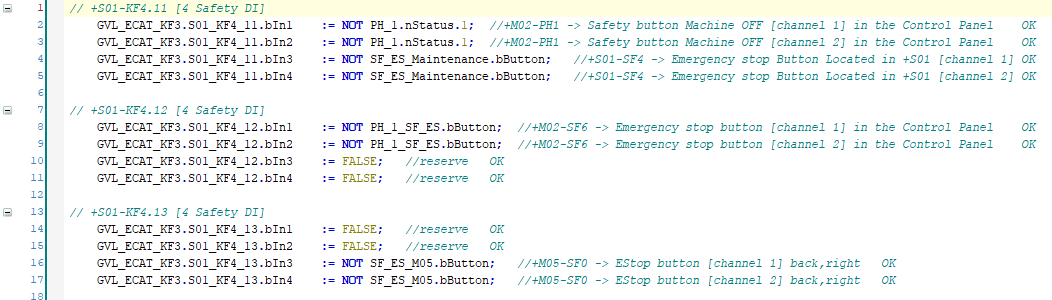 1 // +S01-KF4.11 [4 Safety DI]
2 GVL_ECAT_KF3.S01_KF4_11.bIn1 := NOT PH_1.nStatus.1; //+M02-PH1 -> Safety button Machine OFF [channel 1] in the Control Panel OK
3 GVL_ECAT_KF3.S01_KF4_11.bIn2 := NOT PH_1.nStatus.1; //+M02-PH1 -> Safety button Machine OFF [channel 2] in the Control Panel OK
4 GVL_ECAT_KF3.S01_KF4_11.bIn3 := NOT SF_ES_Maintenance.bButton; //+S01-SF4 -> Emergency stop Button Located in +S01 [channel 1] OK
5 GVL_ECAT_KF3.S01_KF4_11.bIn4 := NOT SF_ES_Maintenance.bButton; //+S01-SF4 -> Emergency stop Button Located in +S01 [channel 2] OK
6
7 // +S01-KF4.12 [4 Safety DI]
8 GVL_ECAT_KF3.S01_KF4_12.bIn1 := NOT PH_1_SF_ES.bButton; //+M02-SF6 -> Emergency stop button [channel 1] in the Control Panel OK
9 GVL_ECAT_KF3.S01_KF4_12.bIn2 := NOT PH_1_SF_ES.bButton; //+M02-SF6 -> Emergency stop button [channel 2] in the Control Panel OK
10 GVL_ECAT_KF3.S01_KF4_12.bIn3 := FALSE; //reserve OK
11 GVL_ECAT_KF3.S01_KF4_12.bIn4 := FALSE; //reserve OK
12
13 // +S01-KF4.13 [4 Safety DI]
14 GVL_ECAT_KF3.S01_KF4_13.bIn1 := FALSE; //reserve OK
15 GVL_ECAT_KF3.S01_KF4_13.bIn2 := FALSE; //reserve OK
16 GVL_ECAT_KF3.S01_KF4_13.bIn3 := NOT SF_ES_M05.bButton; //+M05-SF0 -> EStop button [channel 1] back,right OK
17 GVL_ECAT_KF3.S01_KF4_13.bIn4 := NOT SF_ES_M05.bButton; //+M05-SF0 -> EStop button [channel 2] back,right OK
18